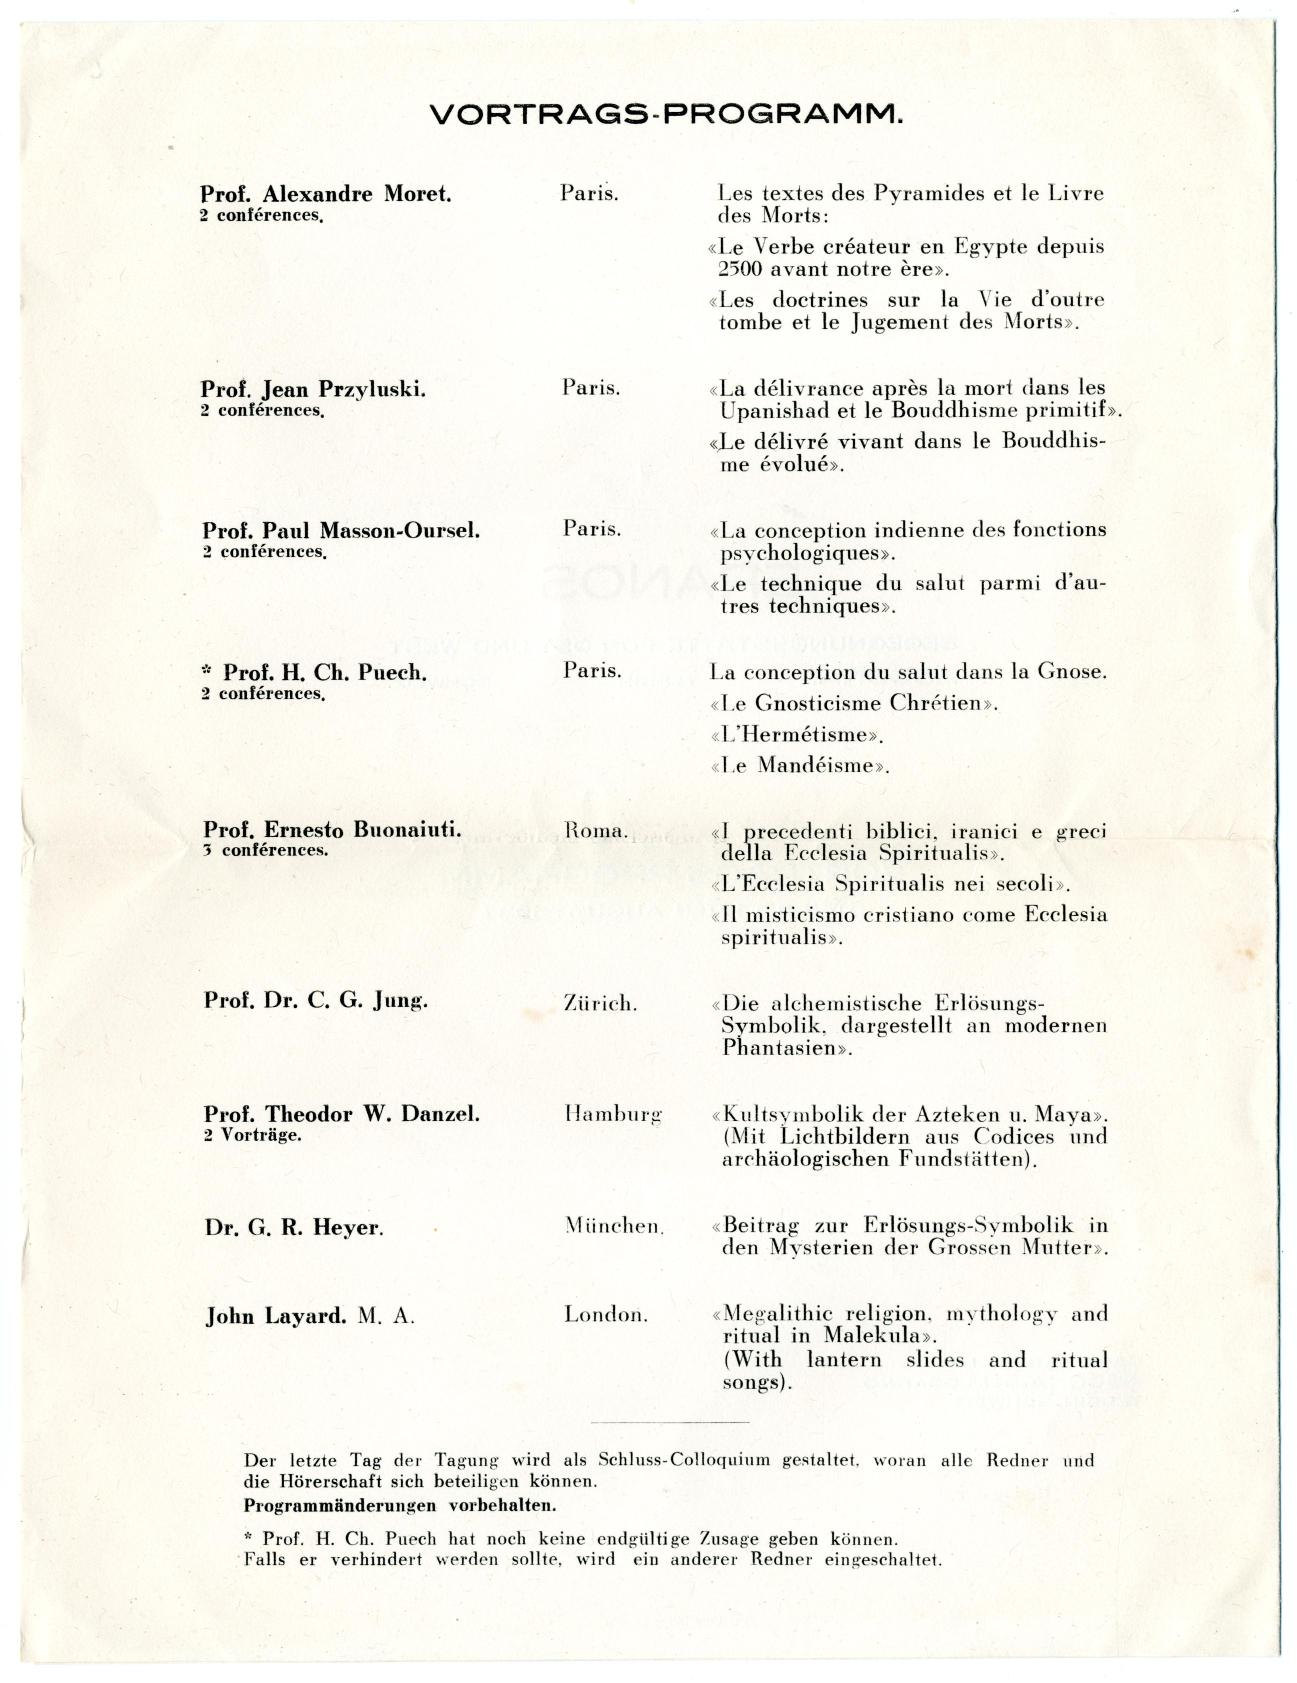 VORTRAGS-PROGRAMM.
Prof. Alexandre Moret.
2 conférences.
Paris.
Les textes des Pyramides et le Livre
des Morts:
«Le Verbe créateur en Egypte depuis
2500 avant notre ère».
«Les doctrines sur la Vie d'outre
tombe et le Jugement des Morts».
Prof. Jean Przyluski.
2 conférences.
Paris.
«La délivrance après la mort dans les
Upanishad et le Bouddhisme primitif».
«Le délivré vivant dans le Bouddhis-
me évolué».
Prof. Paul Masson-Oursel.
2 conférences.
Paris.
«La conception indienne des fonctions
psychologiques».
«Le technique du salut parmi d'au-
tres techniques».
* Prof. H. Ch. Puech.
2 conférences.
Paris.
La conception du salut dans la Gnose.
«Le Gnosticisme Chrétien».
«L'Hermétisme».
«Le Mandéisme».
Prof. Ernesto Buonaiuti.
3 conférences.
Roma.
«I precedenti biblici, iranici e greci
della Ecclesia Spiritualis».
«L'Ecclesia Spiritualis nei secoli».
«Il misticismo cristiano come Ecclesia
spiritualis».
Prof. Dr. C. G. Jung.
Zürich.
«Die alchemistische Erlösungs-
Symbolik, dargestellt an modernen
Phantasien».
Prof. Theodor W. Danzel.
2 Vorträge.
Hamburg
«Kultsymbolik der Azteken u. Maya».
(Mit Lichtbildern aus Codices und
archäologischen Fundstätten).
Dr. G. R. Heyer.
München.
«Beitrag zur Erlösungs-Symbolik in
den Mysterien der Grossen Mutter».
John Layard. M. A.
London.
«Megalithic religion, mythology and
ritual in Malekula».
(With lantern slides and ritual
songs).
Der letzte Tag der Tagung wird als Schluss-Colloquium gestaltet, woran alle Redner und
die Hörerschaft sich beteiligen können.
Programmänderungen vorbehalten.
* Prof. H. Ch. Puech hat noch keine endgültige Zusage geben können.
Falls er verhindert werden sollte, wird ein anderer Redner eingeschaltet.